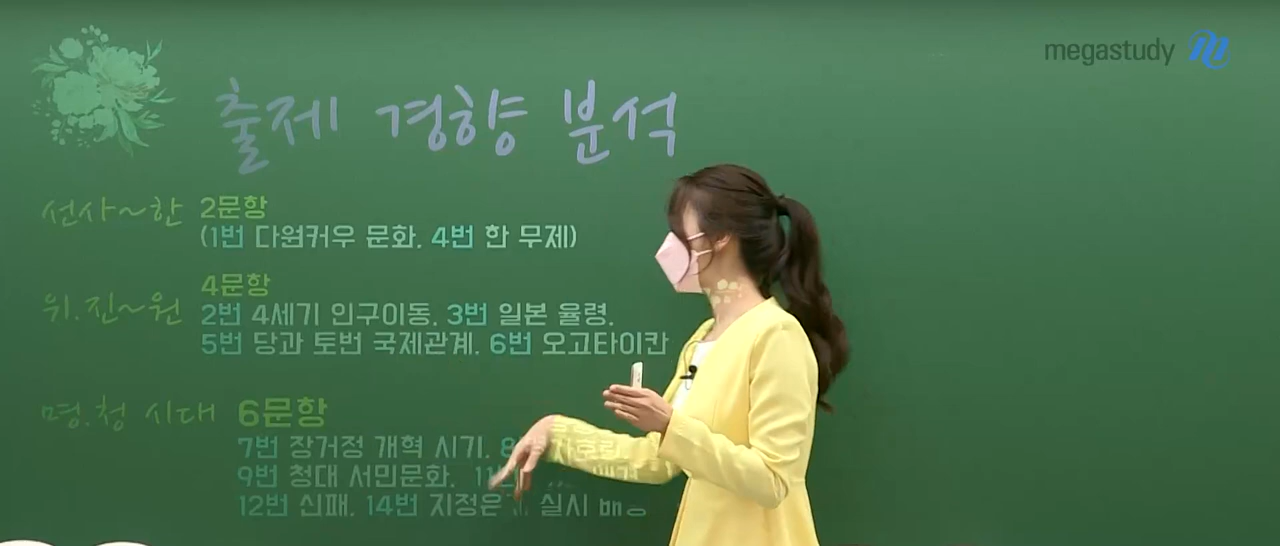 megastudy
출제 경향 분석
선사~한 2문항
(1번 다원커우 문화, 4번 한 무제)
위.진~원 4문항
2번 4세기 인구이동, 3번 일본 율령,
5번 당과 토번 국제관계, 6번 오고타이칸
명.청 시대 6문항
7번 장거정 개혁 시기,
9번 청대 서민문화,
12번 신패, 14번 지정은제 실시